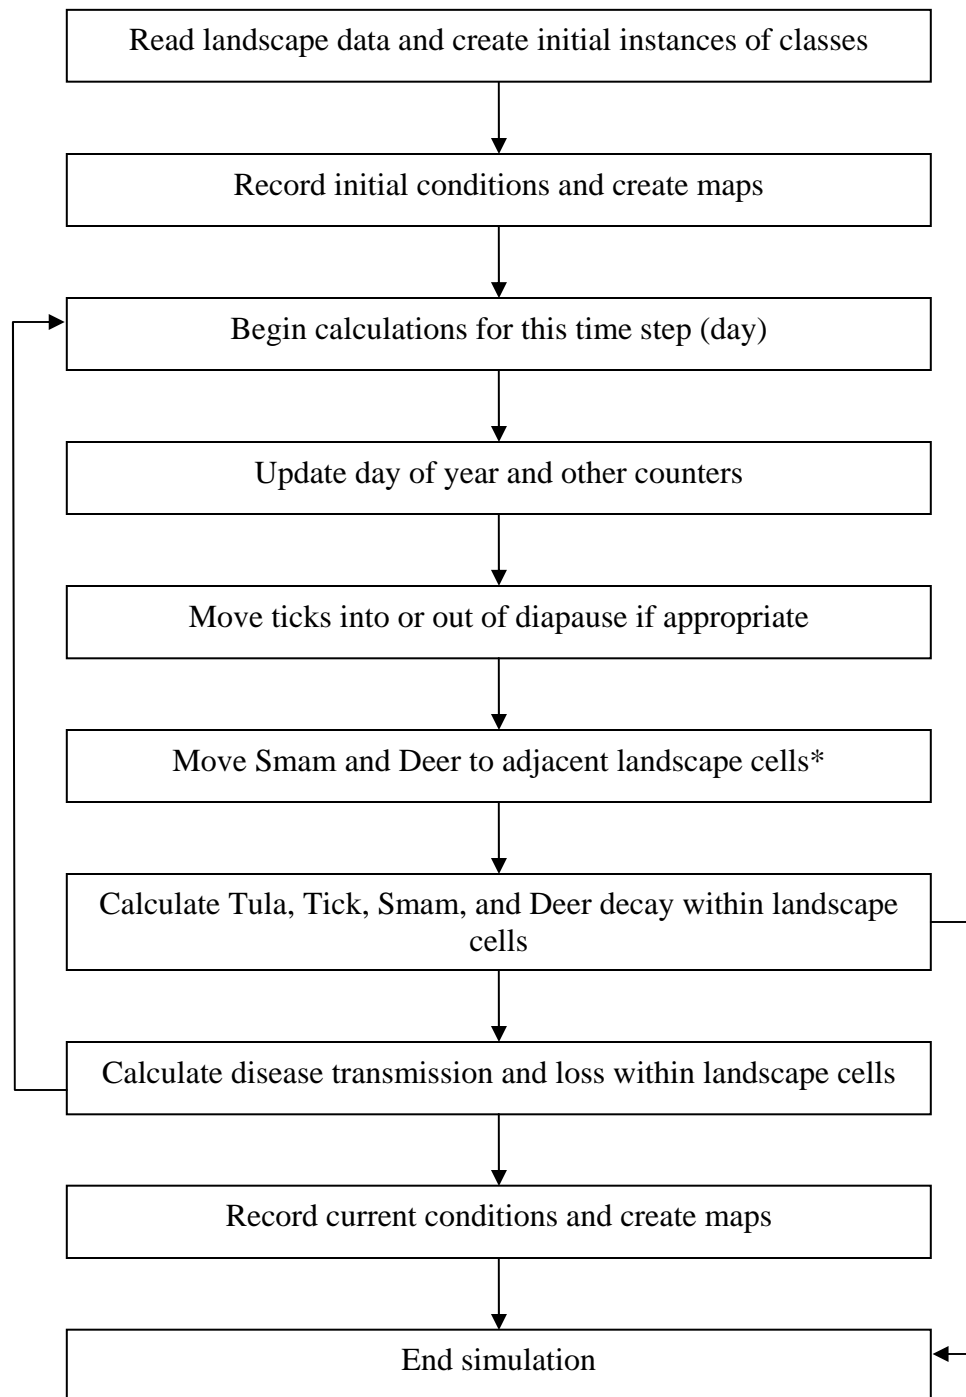 Read landscape data and create initial instances of classes
Record initial conditions and create maps
Begin calculations for this time step (day)
Update day of year and other counters
Move ticks into or out of diapause if appropriate
Move Smam and Deer to adjacent landscape cells*
Calculate Tula, Tick, Smam, and Deer decay within landscape
cells
Calculate disease transmission and loss within landscape cells
Record current conditions and create maps
End simulation